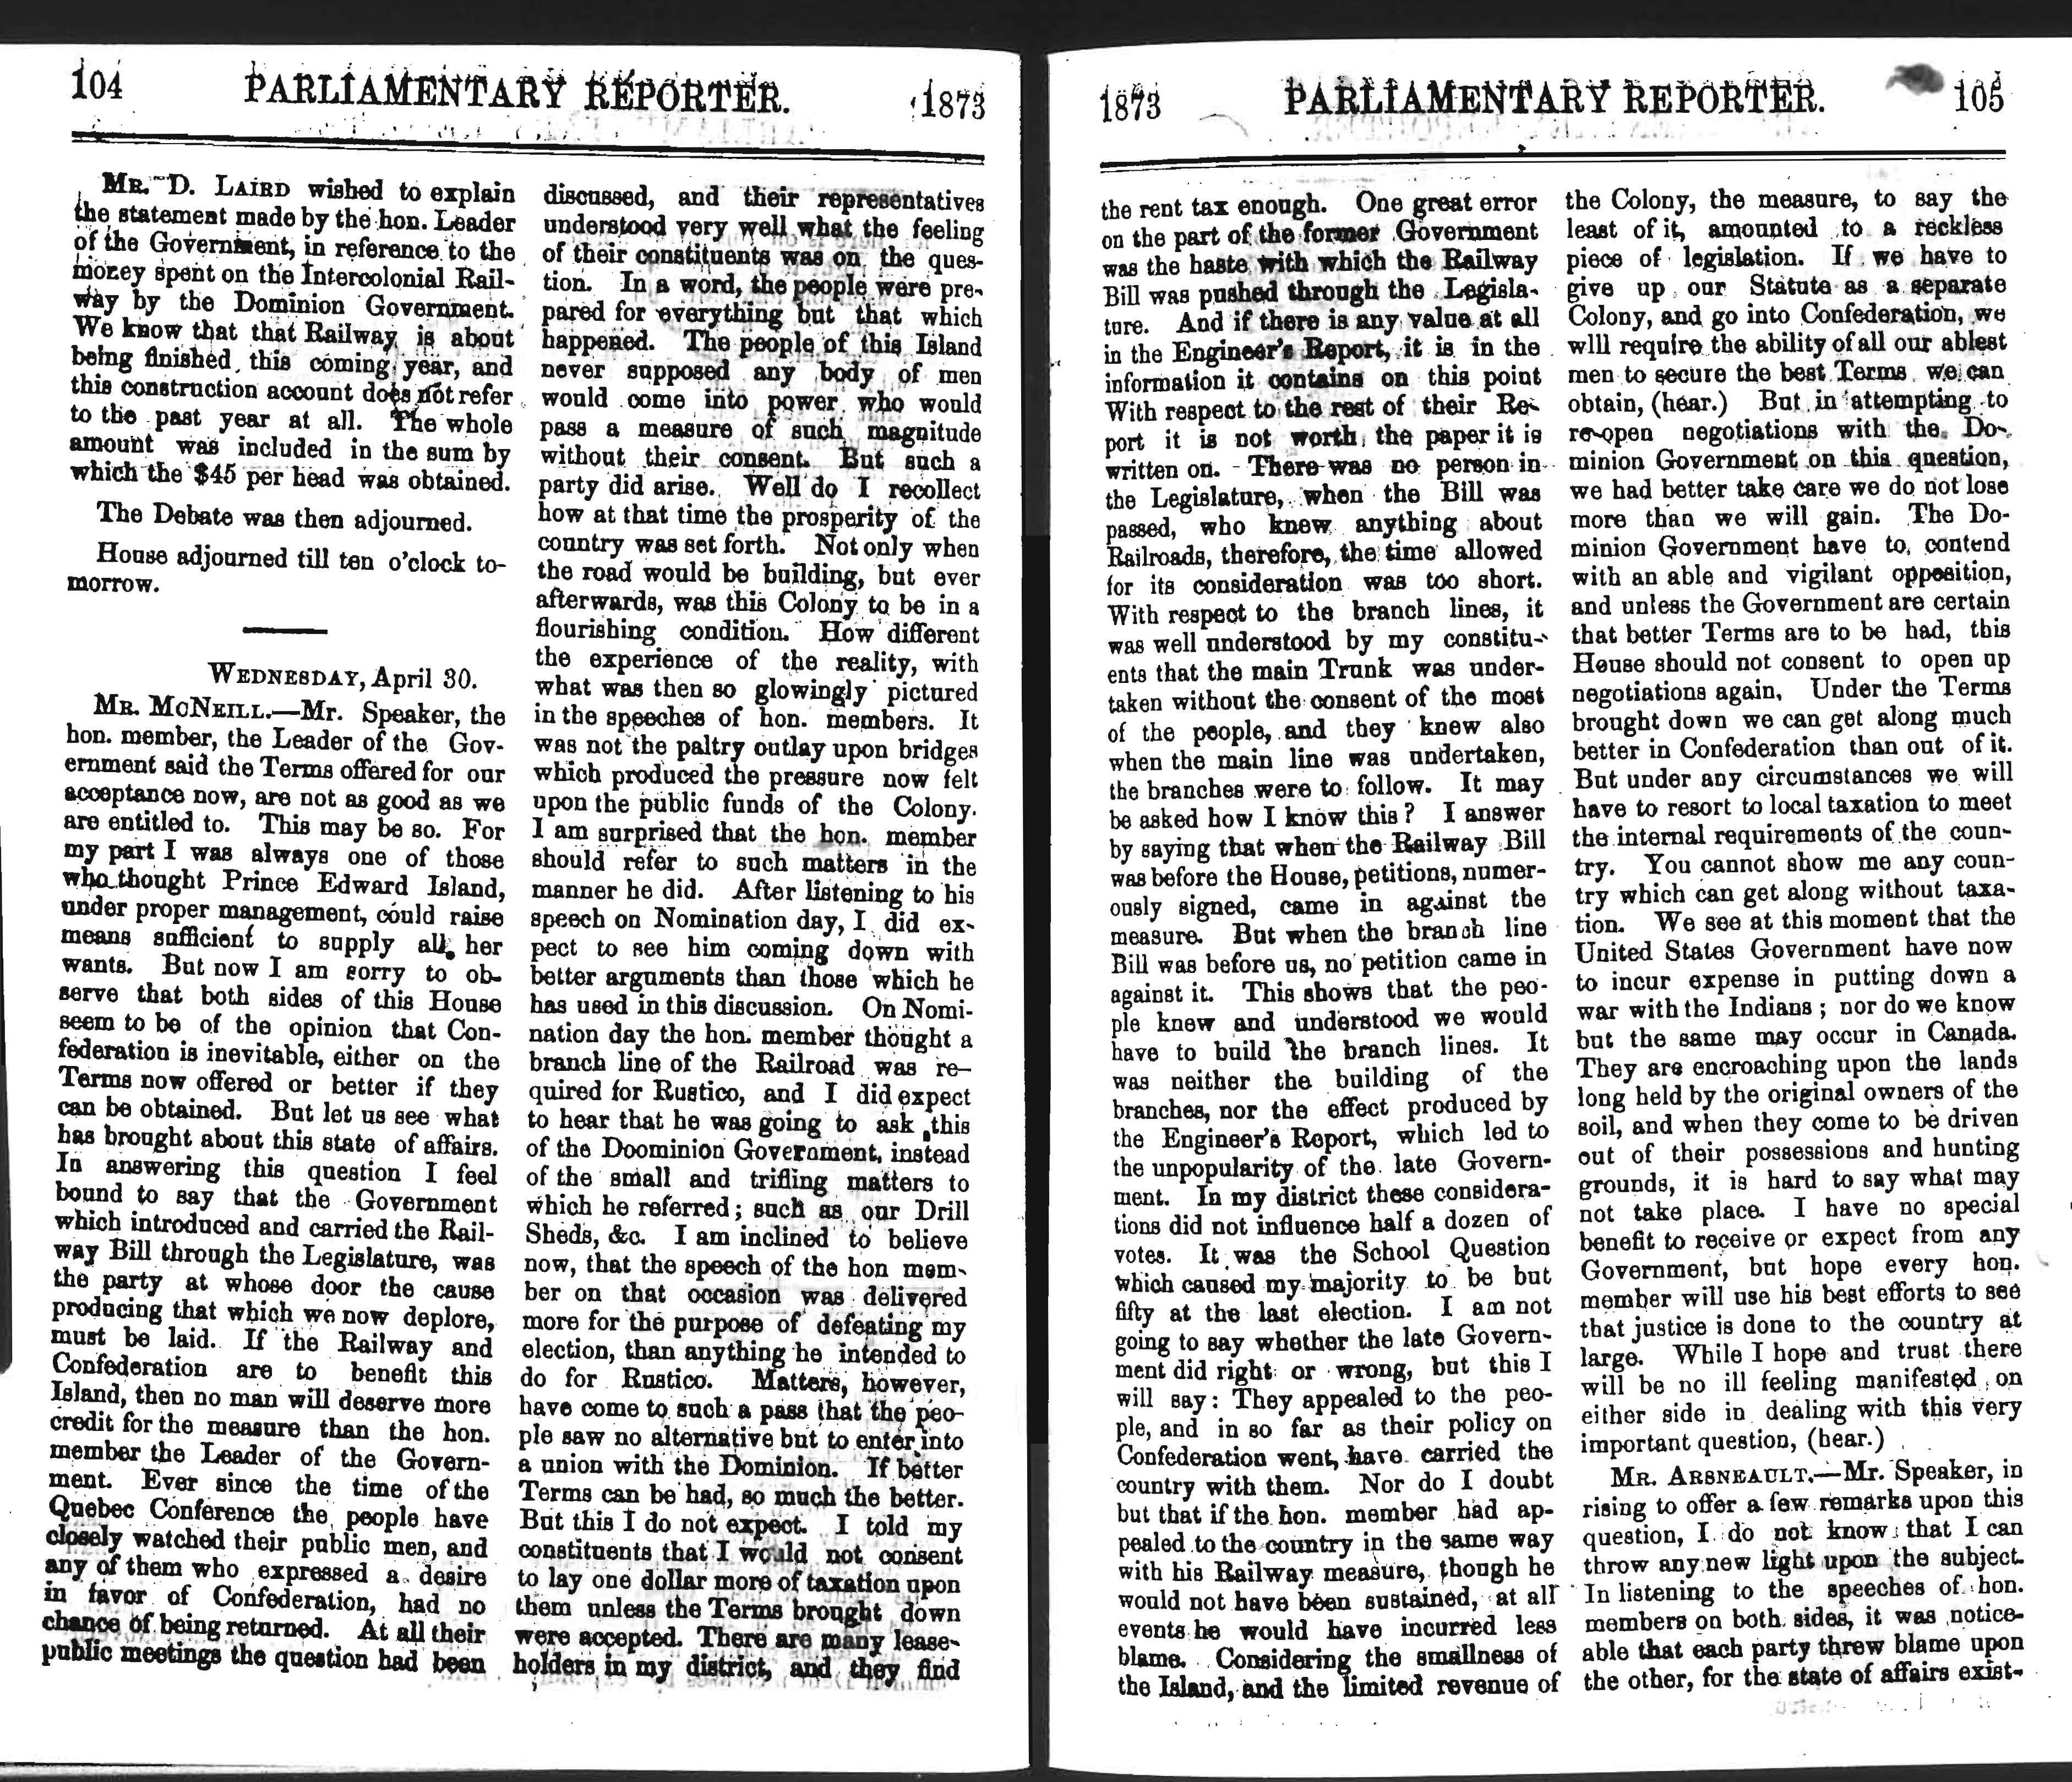 104 PARLIAMENTARY REPORTER. 1873
MR. D. LAIRD wished to explain
the statement made by the hon. Leader
of the Government, in reference to the
money spent on the Intercolonial Rail-
way by the Dominion Government.
We know that that Railway is about
being finished this coming year, and
this construction account does not refer
to the past year at all. The whole
amount was included in the sum by
which the $45 per head was obtained.
The Debate was then adjourned.
House adjourned till ten o'clock to-
morrow.
WEDNESDAY, April 30.
MR. MCNEILL.—Mr. Speaker, the
hon. member, the Leader of the Gov-
ernment said the Terms offered for our
acceptance now, are not as good as we
are entitled to. This may be so. For
my part I was always one of those
who thought Prince Edward Island,
under proper management, could raise
means sufficient to supply all her
wants. But now I am sorry to ob-
serve that both sides of this House
seem to be of the opinion that Con-
federation is inevitable, either on the
Terms now offered or better if they
can be obtained. But let us see what
has brought about this state of affairs.
In answering this question I feel
bound to say that the Government
which introduced and carried the Rail-
way Bill through the Legislature, was
the party at whose door the cause
producing that which we now deplore,
must be laid. If the Railway and
Confederation are to benefit this
Island, then no man will deserve more
credit for the measure than the hon.
member the Leader of the Govern-
ment. Ever since the time of the
Quebec Conference the people have
closely watched their public men, and
any of them who expressed a desire
in favor of Confederation, had no
chance of being returned. At all their
public meetings the question had been
discussed, and their representatives
understood very well what the feeling
of their constituents was on the ques-
tion. In a word, the people were pre-
pared for everything but that which
happened. The people of this Island
never supposed any body of men
would come into power who would
pass a measure of such magnitude
without their consent. But such a
party did arise. Well do I recollect
how at that time the prosperity of the
country was set forth. Not only when
the road would be building, but ever
afterwards, was this Colony to be in a
flourishing condition. How different
the experience of the reality, with
what was then so glowingly pictured
in the speeches of hon. members. It
was not the paltry outlay upon bridges
which produced the pressure now felt
upon the public funds of the Colony.
I am surprised that the hon. member
should refer to such matters in the
manner he did. After listening to his
speech on Nomination day, I did ex-
pect to see him coming down with
better arguments than those which he
has used in this discussion. On Nomi-
nation day the hon. member thought a
branch line of the Railroad was re-
quired for Rustico, and I did expect
to hear that he was going to ask this
of the Doominion Government, instead
of the small and trifling matters to
which he referred; such as our Drill
Sheds, &c. I am inclined to believe
now, that the speech of the hon mem-
ber on that occasion was delivered
more for the purpose of defeating my
election, than anything he intended to
do for Rustico. Matters, however,
have come to such a pass that the peo-
ple saw no alternative but to enter into
a union with the Dominion. If better
Terms can be had, so much the better.
But this I do not expect. I told my
constituents that I would not consent
to lay one dollar more of taxation upon
them unless the Terms brought down
were accepted. There are many lease-
holders in my district, and they find
1873 PARLIAMENTARY REPORTER. 105
the rent tax enough. One great error
on the part of the former Government
was the haste with which the Railway
Bill was pushed through the Legisla-
ture. And if there is any value at all
in the Engineer's Report, it is in the
information it contains on this point
With respect to the rest of their Re-
port it is not worth the paper it is
written on. There was no person in
the Legislature, when the Bill was
passed, who knew anything about
Railroads, therefore, the time allowed
for its consideration was too short.
With respect to the branch lines, it
was well understood by my constitu-
ents that the main Trunk was under-
taken without the consent of the most
of the people, and they knew also
when the main line was undertaken,
the branches were to follow. It may
be asked how I know this? I answer
by saying that when the Railway Bill
was before the House, petitions, numer-
ously signed, came in against the
measure. But when the branch line
Bill was before us, no petition came in
against it. This shows that the peo-
ple knew and understood we would
have to build the branch lines. It
was neither the building of the
branches, nor the effect produced by
the Engineer's Report, which led to
the unpopularity of the late Govern-
ment. In my district these considera-
tions did not influence half a dozen of
votes. It was the School Question
which caused my majority to be but
fifty at the last election. I am not
going to say whether the late Govern-
ment did right or wrong, but this I
will say: They appealed to the peo-
ple, and in so far as their policy on
Confederation went, have carried the
country with them. Nor do I doubt
but that if the hon. member had ap-
pealed to the country in the same way
with his Railway measure, though he
would not have been sustained, at all
events he would have incurred less
blame. Considering the smallness of
the Island, and the limited revenue of
the Colony, the measure, to say the
least of it, amounted to a reckless
piece of legislation. If we have to
give up our Statute as a separate
Colony, and go into Confederation, we
will require the ability of all our ablest
men to secure the best Terms we can
obtain, (hear.) But in attempting to
re-open negotiations with the Do-
minion Government on this question,
we had better take care we do not lose
more than we will gain. The Do-
minion Government have to contend
with an able and vigilant opposition,
and unless the Government are certain
that better Terms are to be had, this
House should not consent to open up
negotiations again. Under the Terms
brought down we can get along much
better in Confederation than out of it.
But under any circumstances we will
have to resort to local taxation to meet
the internal requirements of the coun-
try. You cannot show me any coun-
try which can get along without taxa-
tion. We see at this moment that the
United States Government have now
to incur expense in putting down a
war with the Indians; nor do we know
but the same may occur in Canada.
They are encroaching upon the lands
long held by the original owners of the
soil, and when they come to be driven
out of their possessions and hunting
grounds, it is hard to say what may
not take place. I have no special
benefit to receive or expect from any
Government, but hope every hon.
member will use his best efforts to see
that justice is done to the country at
large. While I hope and trust there
will be no ill feeling manifested on
either side in dealing with this very
important question, (hear.)
MR. ARSNEAULT.—Mr. Speaker, in
rising to offer a few remarks upon this
question, I do not know that I can
throw any new light upon the subject.
In listening to the speeches of hon.
members on both sides, it was notice-
able that each party threw blame upon
the other, for the state of affairs exist-